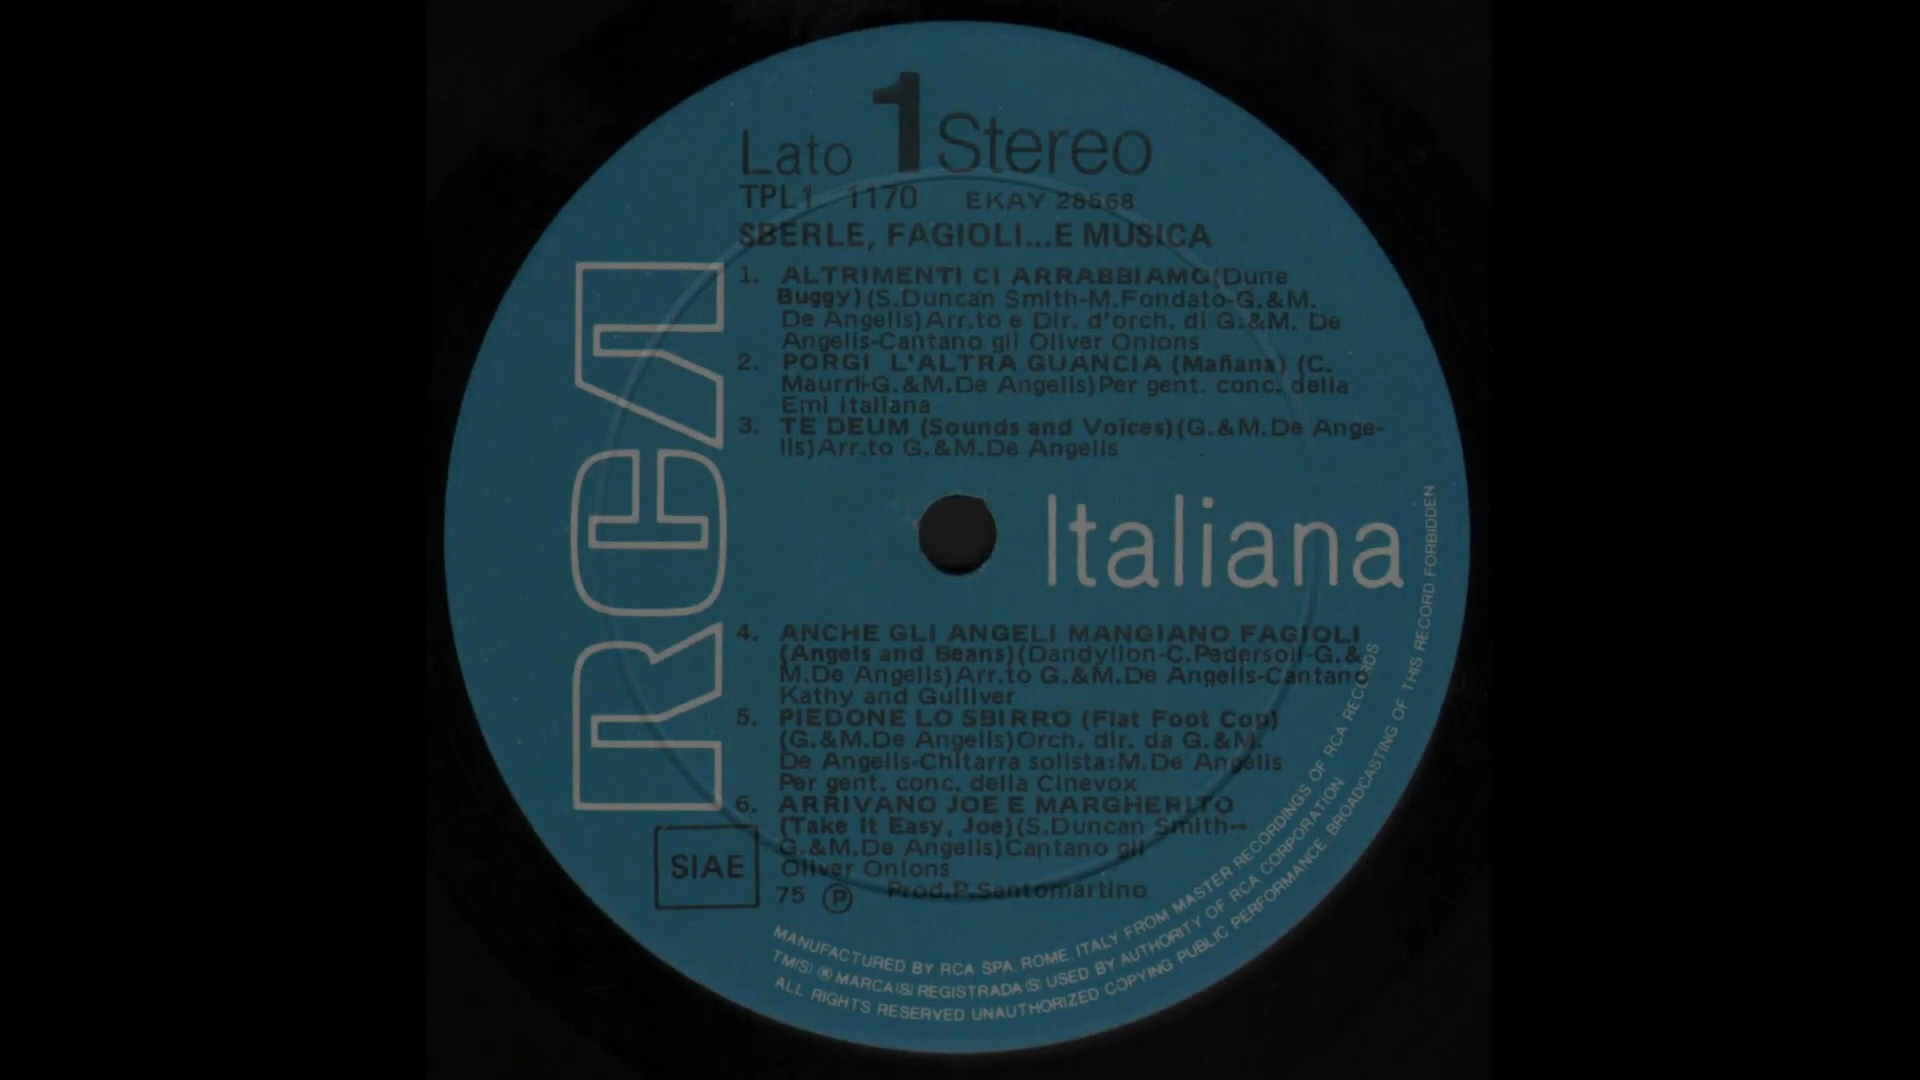 Lato 1 Stereo
TPL1 1170 EKAY 28568
SBERLE, FAGIOLI...E MUSICA
1. ALTRIMENTI CI ARRABBIAMO(Dune
Buggy)(S.Duncan Smith-M.Fondato-G.&M.
De Angelis)Arr.to e Dir. d'orch. di G.&M. De
Angelis-Cantano gli Oliver Onions
2. PORGI L'ALTRA GUANCIA (Mañana) (C.
Maurri-G.&M.De Angelis)Per gent. conc. della
Emi Italiana
3. TE DEUM (Sounds and Voices)(G.&M.De Ange-
lis)Arr.to G.&M.De Angelis
RCA
Italiana
4. ANCHE GLI ANGELI MANGIANO FAGIOLI
(Angels and Beans)(Dandylion-C.Pedersoli-G.&
M.De Angelis)Arr.to G.&M.De Angelis-Cantano
Kathy and Gulliver
5. PIEDONE LO SBIRRO (Flat Foot Cop)
(G.&M.De Angelis)Orch. dir. da G.&M.
De Angelis-Chitarra solista:M.De Angelis
Per gent. conc. della Cinevox
6. ARRIVANO JOE E MARGHERITO
(Take It Easy, Joe)(S.Duncan Smith--
G.&M.De Angelis)Cantano gli
Oliver Onions
SIAE
75 Ⓟ Prod.P.Santomartino
MANUFACTURED BY RCA SPA. ROME, ITALY FROM MASTER RECORDINGS OF RCA RECORDS
TM(S) ® MARCA(S) REGISTRADA(S) USED BY AUTHORITY OF RCA CORPORATION
ALL RIGHTS RESERVED UNAUTHORIZED COPYING PUBLIC PERFORMANCE. BROADCASTING OF THIS RECORD FORBIDDEN